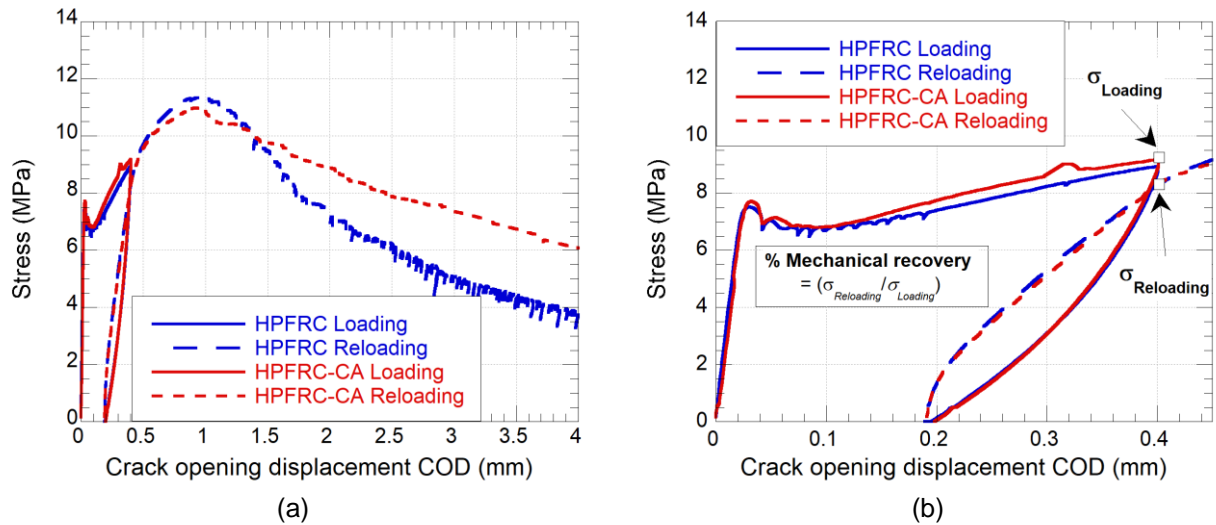 14
12
10
8
6
4
2
0
Stress (MPa)
HPFRC Loading
HPFRC Reloading
HPFRC-CA Loading
HPFRC-CA Reloading
0 0.5 1 1.5 2 2.5 3 3.5 4
Crack opening displacement COD (mm)
(a)
14
12
10
8
6
4
2
0
Stress (MPa)
HPFRC Loading
HPFRC Reloading
HPFRC-CA Loading
HPFRC-CA Reloading
σLoading
% Mechanical recovery
= (σReloading/σLoading)
σReloading
0 0.1 0.2 0.3 0.4
Crack opening displacement COD (mm)
(b)